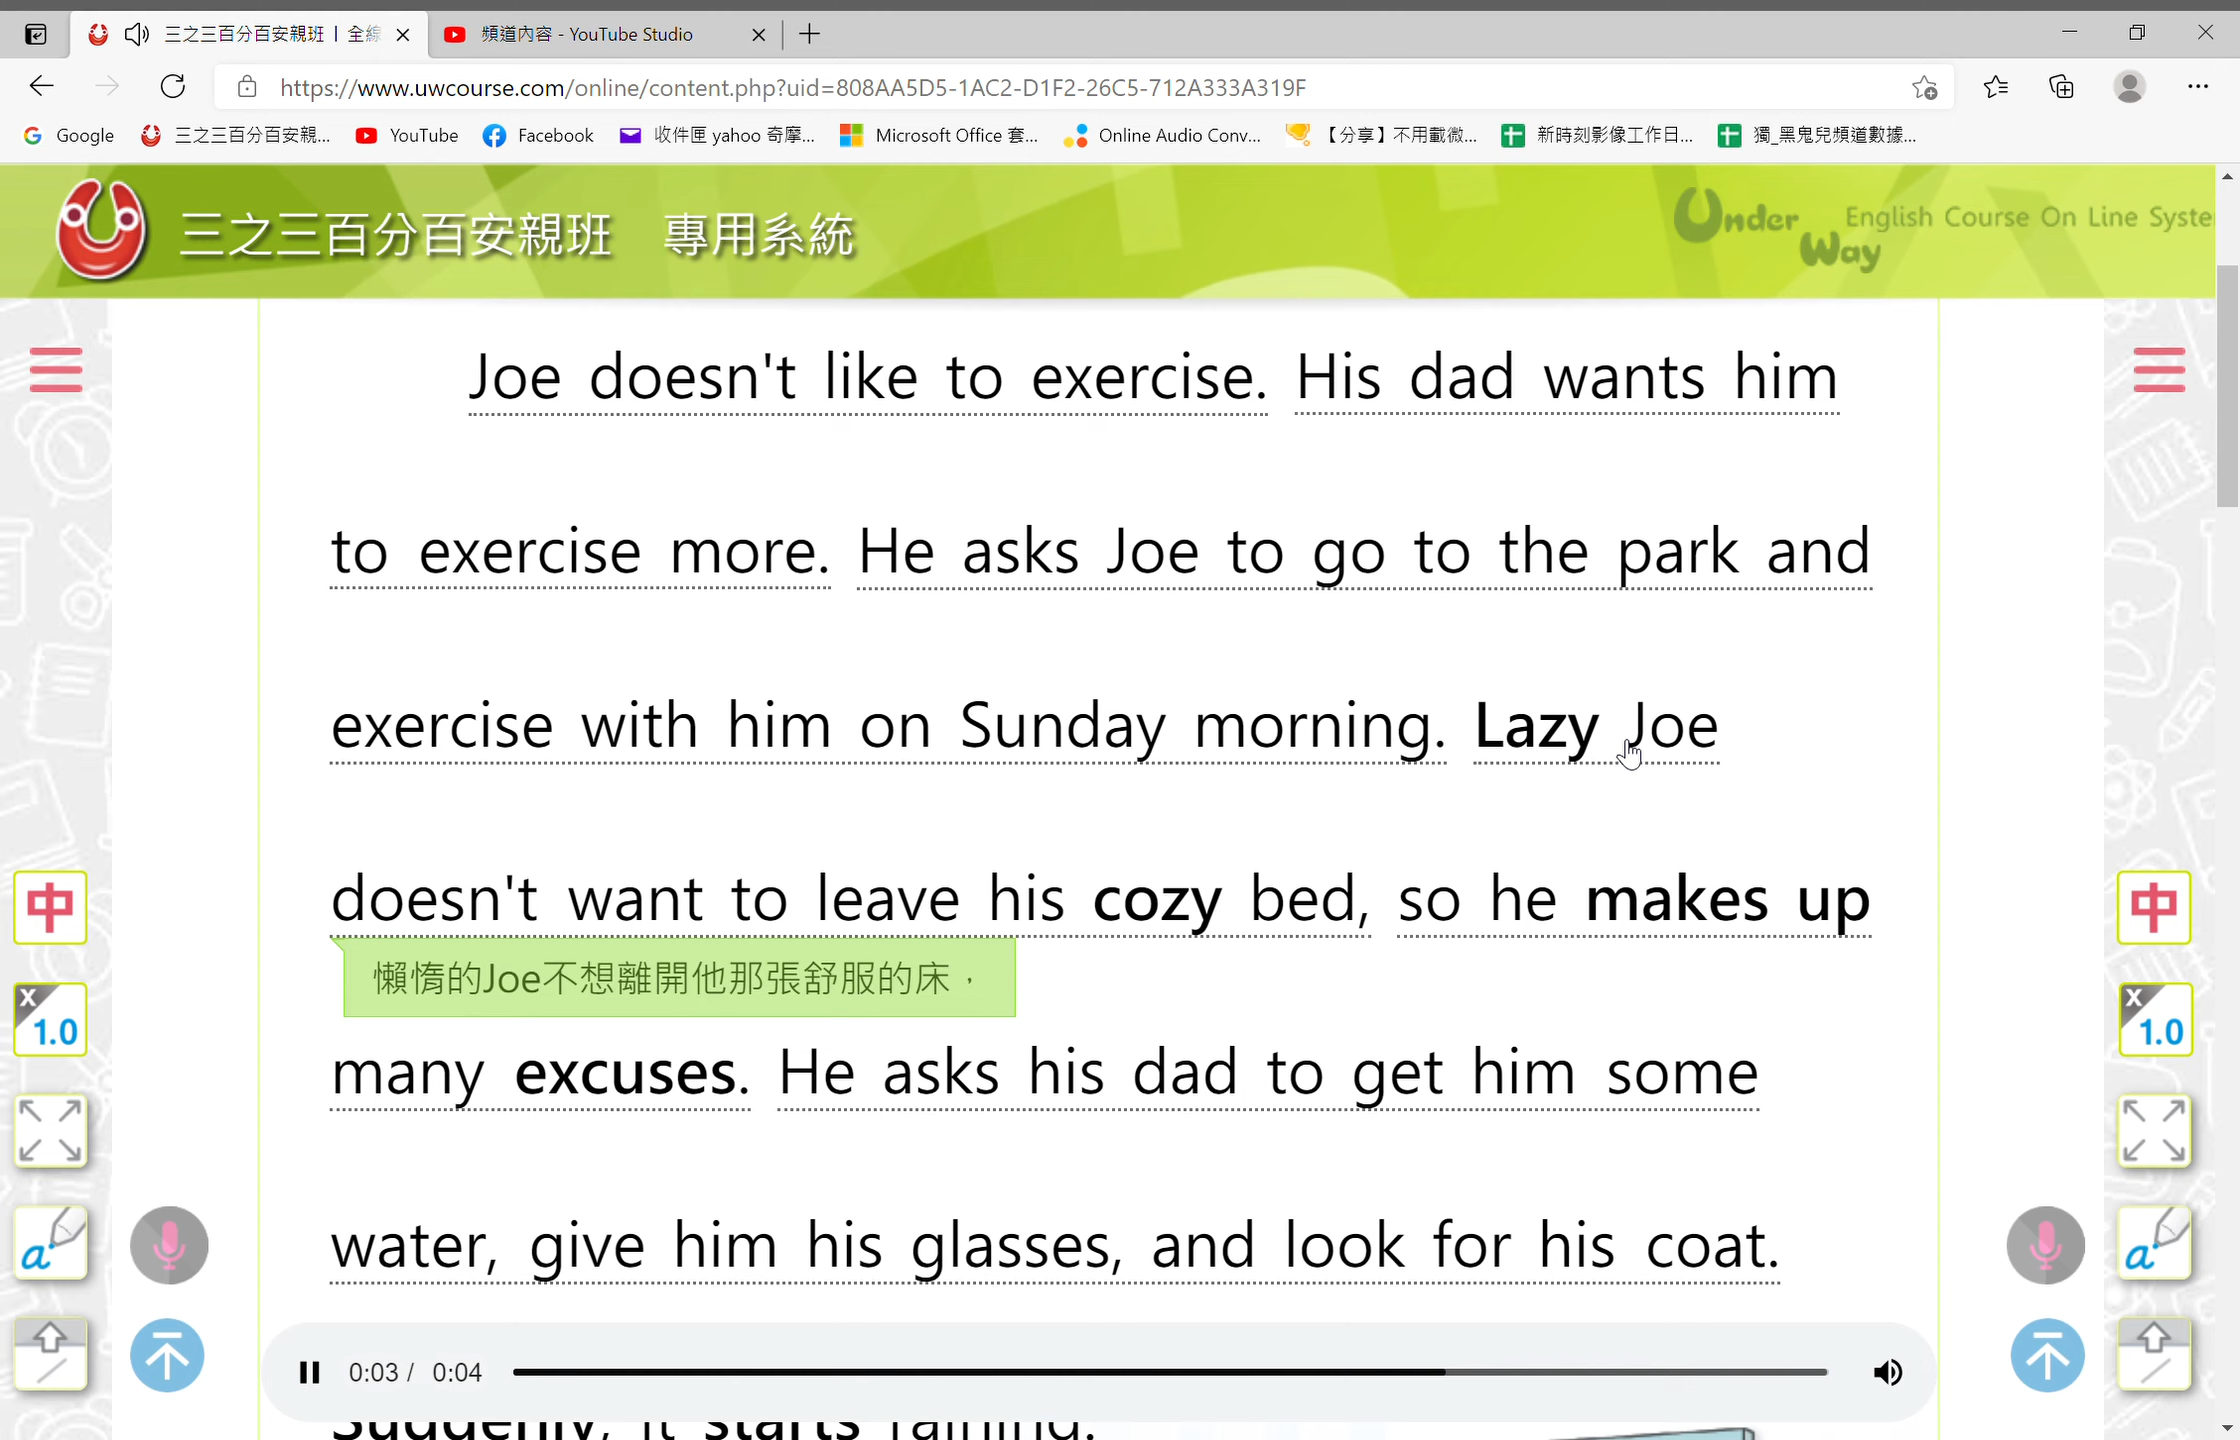 三之三百分百安親班 | 全線
頻道內容 - YouTube Studio
https://www.uwcourse.com/online/content.php?uid=808AA5D5-1AC2-D1F2-26C5-712A333A319F
Google 三之三百分百安親... YouTube Facebook 收件匣 yahoo 奇摩... Microsoft Office 套... Online Audio Conv... 【分享】不用載微... 新時刻影像工作日... 獨_黑鬼兒頻道數據...
三之三百分百安親班 專用系統
Under Way English Course On Line Syste
Joe doesn't like to exercise. His dad wants him
to exercise more. He asks Joe to go to the park and
exercise with him on Sunday morning. Lazy Joe
doesn't want to leave his cozy bed, so he makes up
懶惰的Joe不想離開他那張舒服的床，
many excuses. He asks his dad to get him some
water, give him his glasses, and look for his coat.
中 中
X 1.0 X 1.0
a a
0:03 / 0:04
Suddenly, it starts raining.